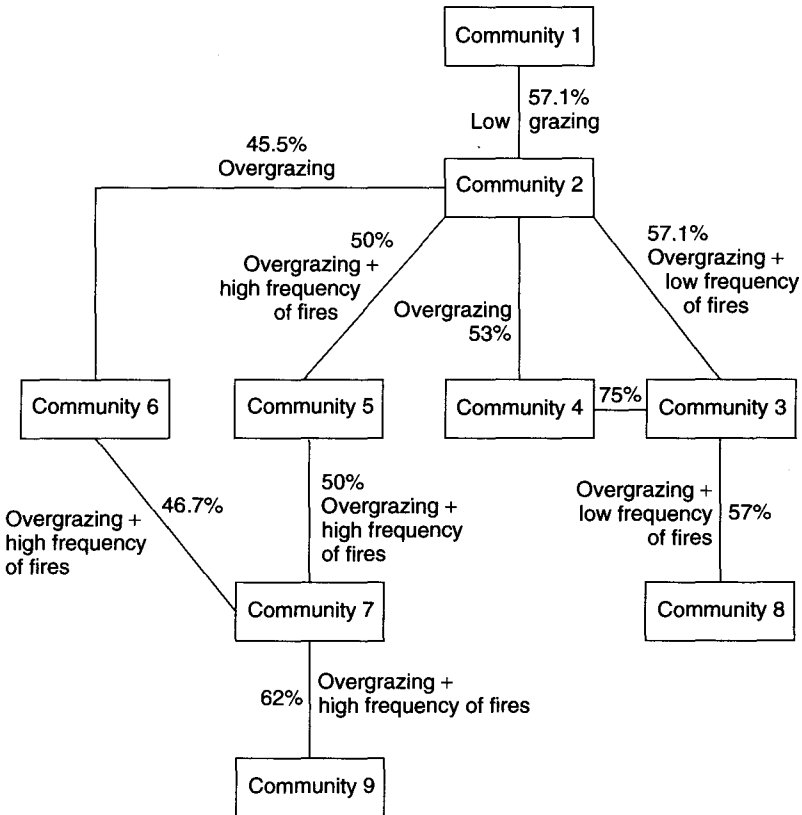 Community 1
57.1%
Low grazing
45.5%
Overgrazing
Community 2
50%
Overgrazing +
high frequency
of fires
Overgrazing
53%
57.1%
Overgrazing +
low frequency
of fires
Community 6
Community 5
Community 4
75%
Community 3
Overgrazing +
high frequency
of fires
46.7%
50%
Overgrazing +
high frequency
of fires
Overgrazing +
low frequency
of fires
57%
Community 7
Community 8
62%
Overgrazing +
high frequency of fires
Community 9